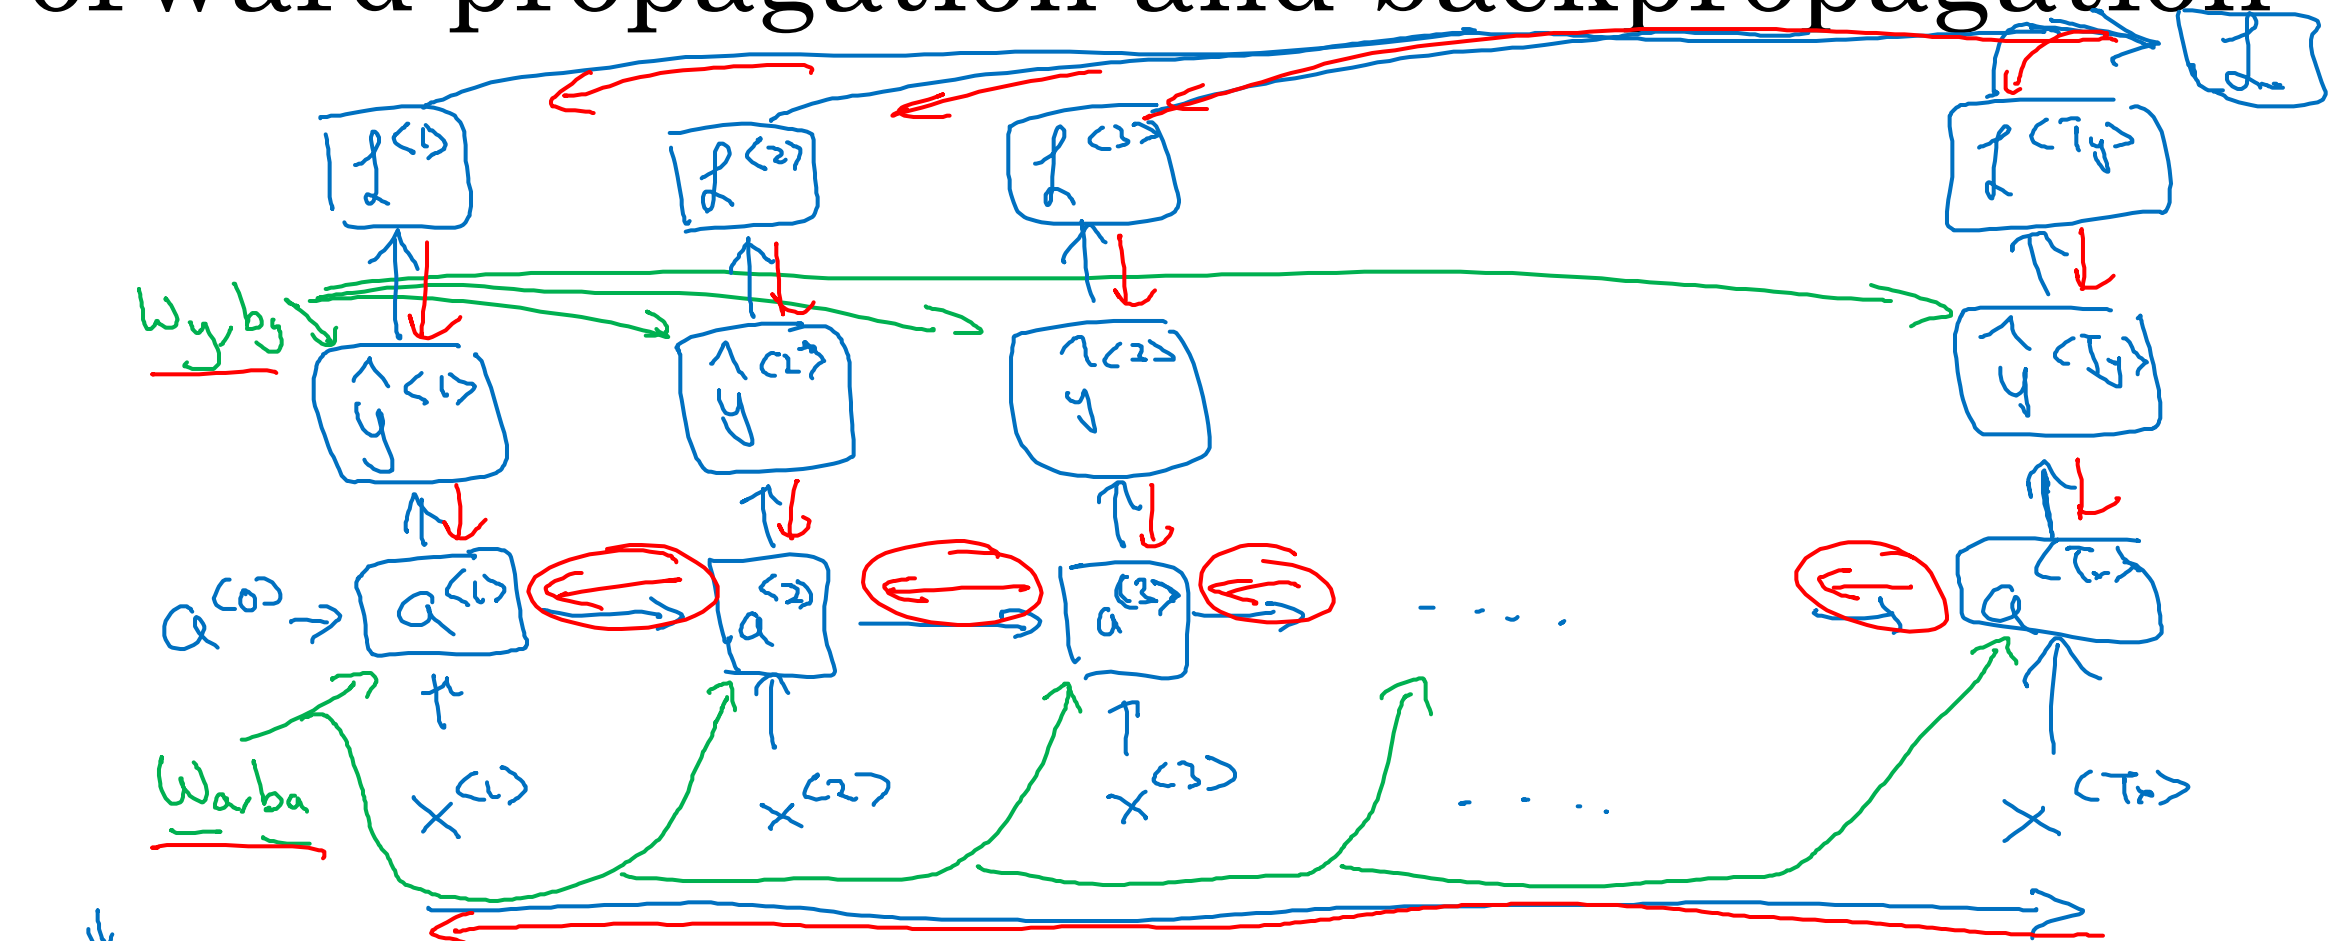 orward propagation and backpropagation
L
L<1> L<2> L<3> L<Ty>
Wy by
ŷ<1> ŷ<2> ŷ<2> ŷ<Ty>
a<0> → a<1> a<2> a<3> - - . . . a<Tx>
Wa, ba
x<1> x<2> x<3> - - . . x<Tx>